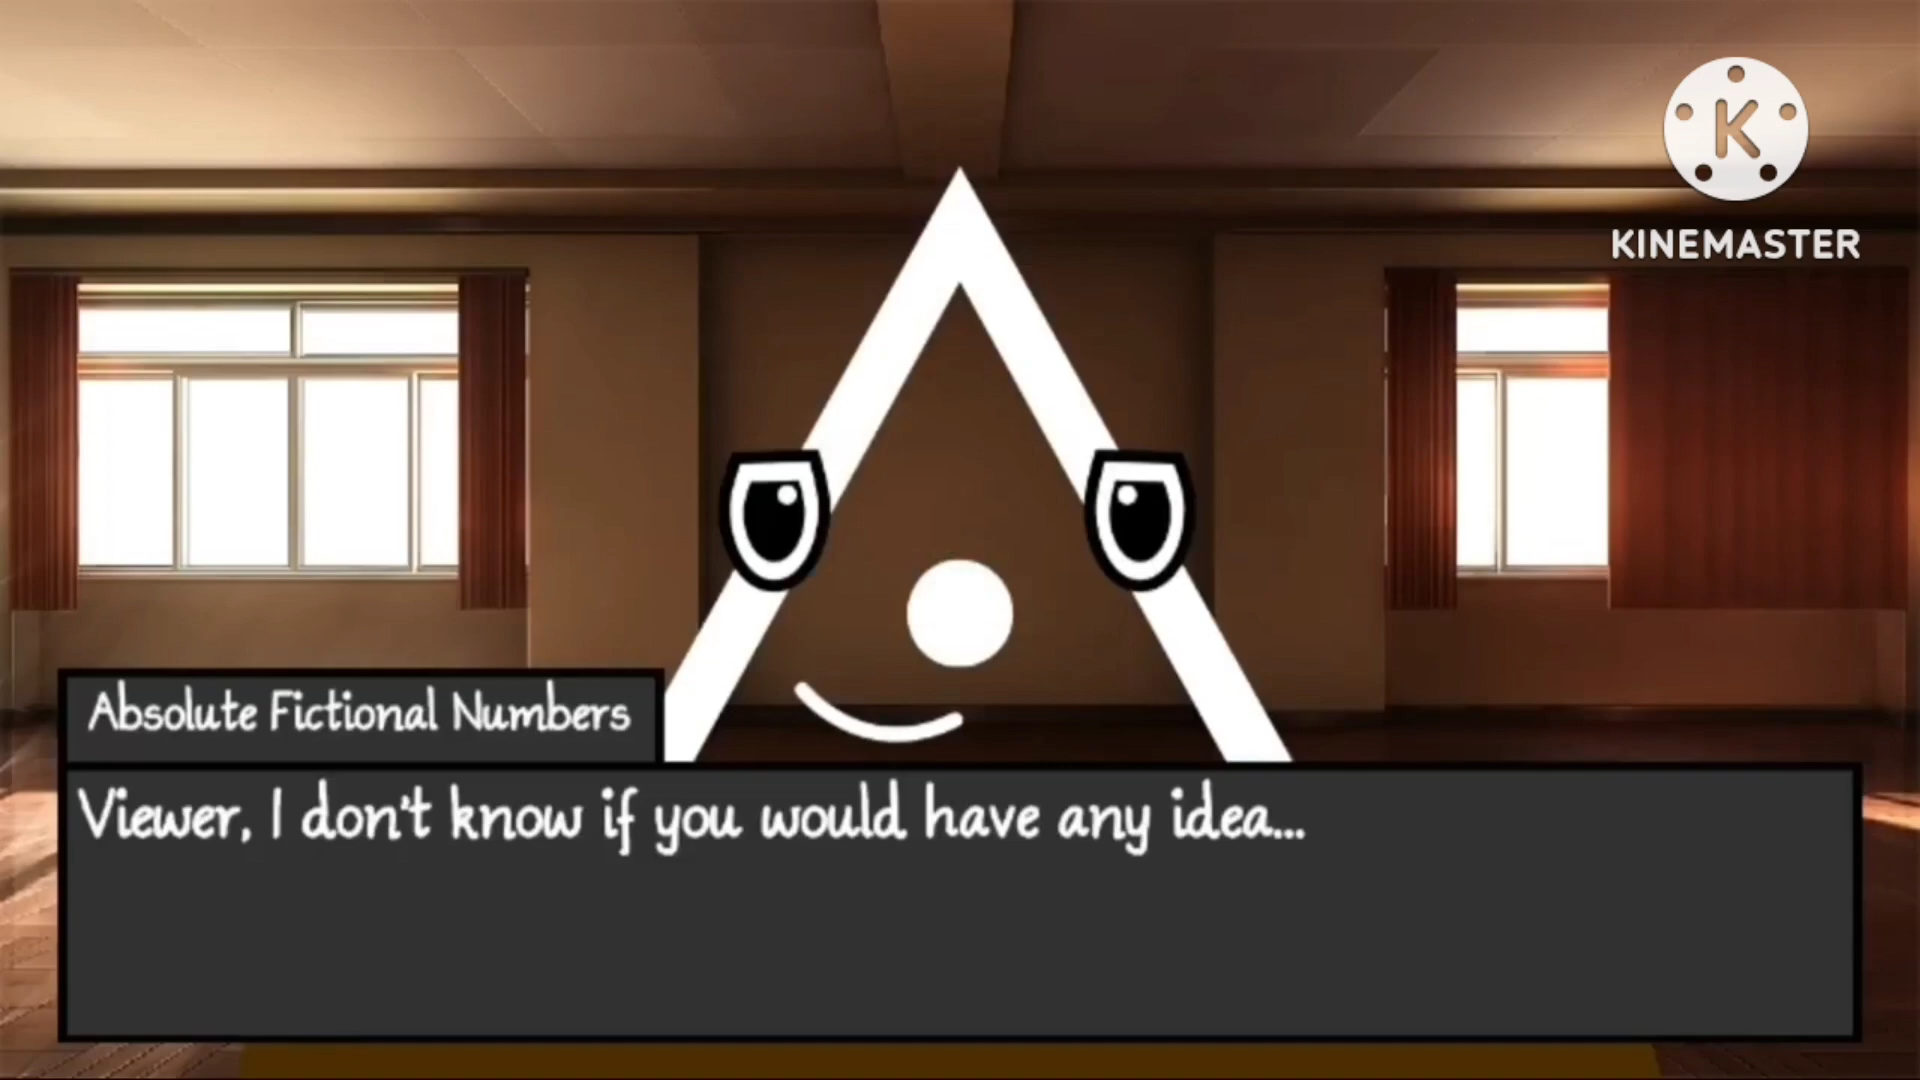 K
KINEMASTER
Absolute Fictional Numbers
Viewer, I don't know if you would have any idea...